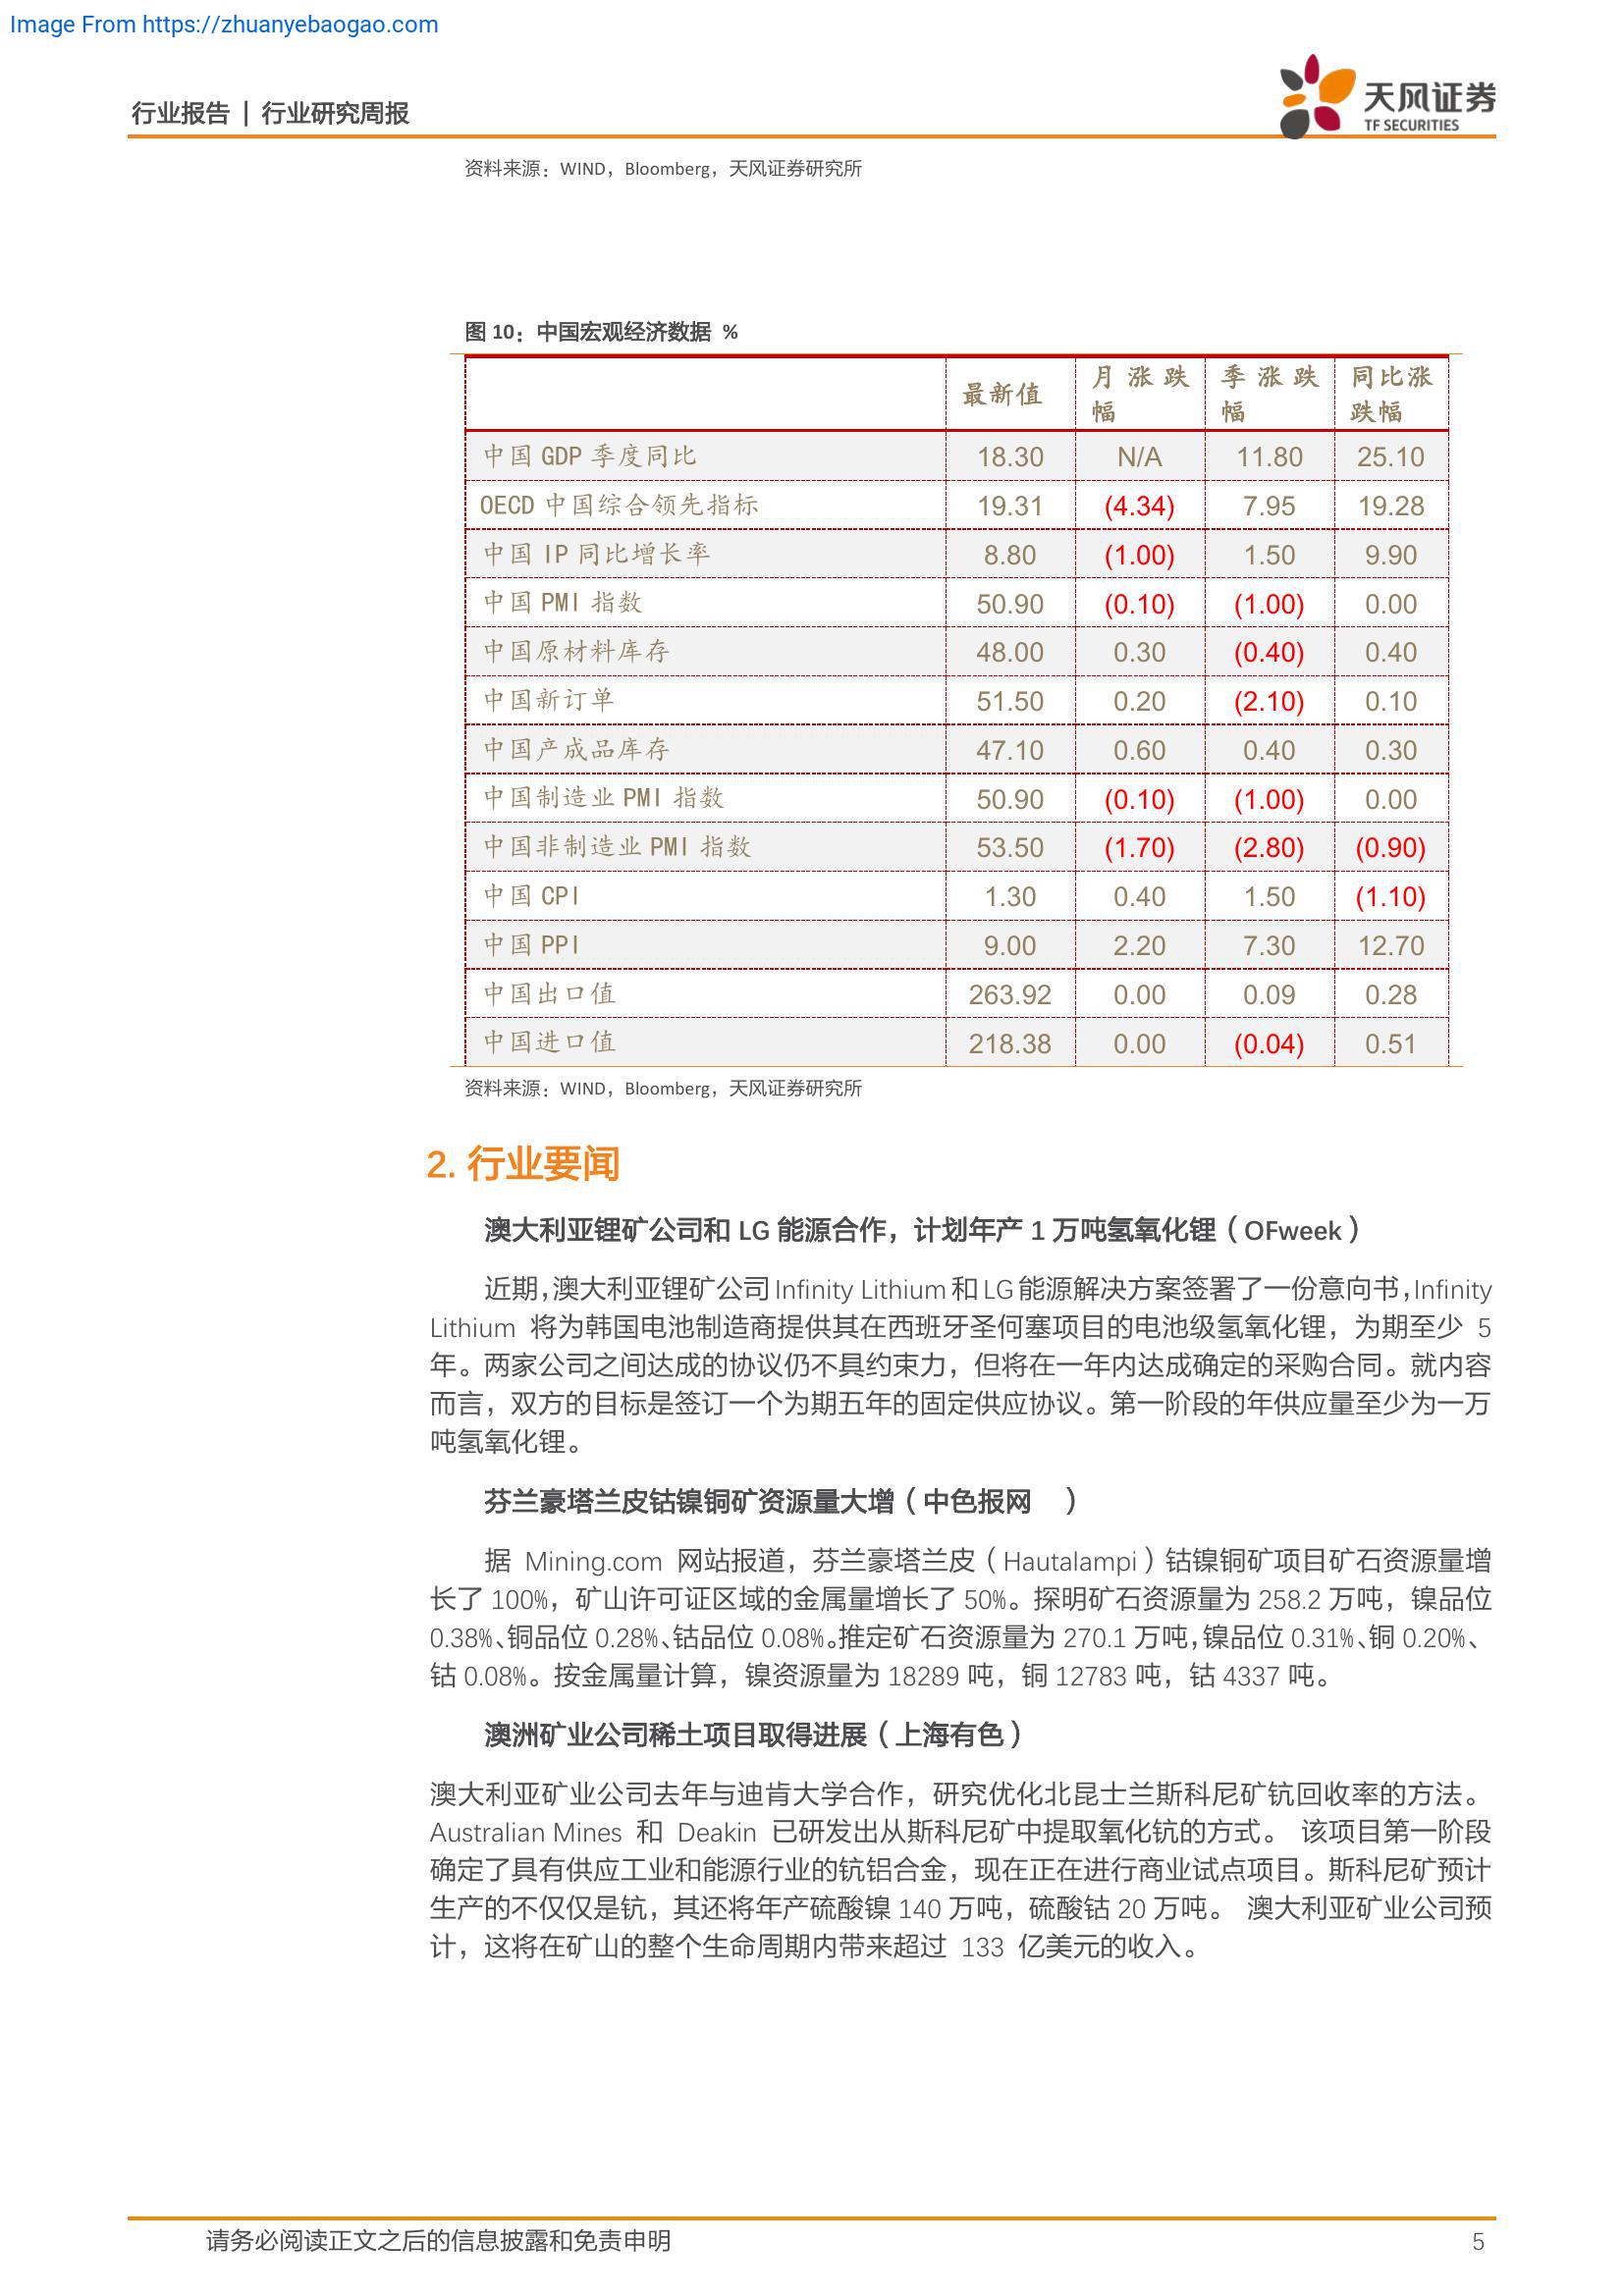 Image From https://zhuanyebaogao.com
行业报告 | 行业研究周报
天风证券
TF SECURITIES
资料来源：WIND，Bloomberg，天风证券研究所
图 10：中国宏观经济数据 %
最新值 月涨跌幅 季涨跌幅 同比涨跌幅
中国 GDP 季度同比 18.30 N/A 11.80 25.10
OECD 中国综合领先指标 19.31 (4.34) 7.95 19.28
中国 IP 同比增长率 8.80 (1.00) 1.50 9.90
中国 PMI 指数 50.90 (0.10) (1.00) 0.00
中国原材料库存 48.00 0.30 (0.40) 0.40
中国新订单 51.50 0.20 (2.10) 0.10
中国产成品库存 47.10 0.60 0.40 0.30
中国制造业 PMI 指数 50.90 (0.10) (1.00) 0.00
中国非制造业 PMI 指数 53.50 (1.70) (2.80) (0.90)
中国 CPI 1.30 0.40 1.50 (1.10)
中国 PPI 9.00 2.20 7.30 12.70
中国出口值 263.92 0.00 0.09 0.28
中国进口值 218.38 0.00 (0.04) 0.51
资料来源：WIND，Bloomberg，天风证券研究所
2. 行业要闻
澳大利亚锂矿公司和 LG 能源合作，计划年产 1 万吨氢氧化锂（OFweek）
近期，澳大利亚锂矿公司 Infinity Lithium 和 LG 能源解决方案签署了一份意向书，Infinity
Lithium 将为韩国电池制造商提供其在西班牙圣何塞项目的电池级氢氧化锂，为期至少 5
年。两家公司之间达成的协议仍不具约束力，但将在一年内达成确定的采购合同。就内容
而言，双方的目标是签订一个为期五年的固定供应协议。第一阶段的年供应量至少为一万
吨氢氧化锂。
芬兰豪塔兰皮钴镍铜矿资源量大增（中色报网 ）
据 Mining.com 网站报道，芬兰豪塔兰皮（Hautalampi）钴镍铜矿项目矿石资源量增
长了 100%，矿山许可证区域的金属量增长了 50%。探明矿石资源量为 258.2 万吨，镍品位
0.38%、铜品位 0.28%、钴品位 0.08%。推定矿石资源量为 270.1 万吨，镍品位 0.31%、铜 0.20%、
钴 0.08%。按金属量计算，镍资源量为 18289 吨，铜 12783 吨，钴 4337 吨。
澳洲矿业公司稀土项目取得进展（上海有色）
澳大利亚矿业公司去年与迪肯大学合作，研究优化北昆士兰斯科尼矿钪回收率的方法。
Australian Mines 和 Deakin 已研发出从斯科尼矿中提取氧化钪的方式。 该项目第一阶段
确定了具有供应工业和能源行业的钪铝合金，现在正在进行商业试点项目。斯科尼矿预计
生产的不仅仅是钪，其还将年产硫酸镍 140 万吨，硫酸钴 20 万吨。 澳大利亚矿业公司预
计，这将在矿山的整个生命周期内带来超过 133 亿美元的收入。
请务必阅读正文之后的信息披露和免责申明 5